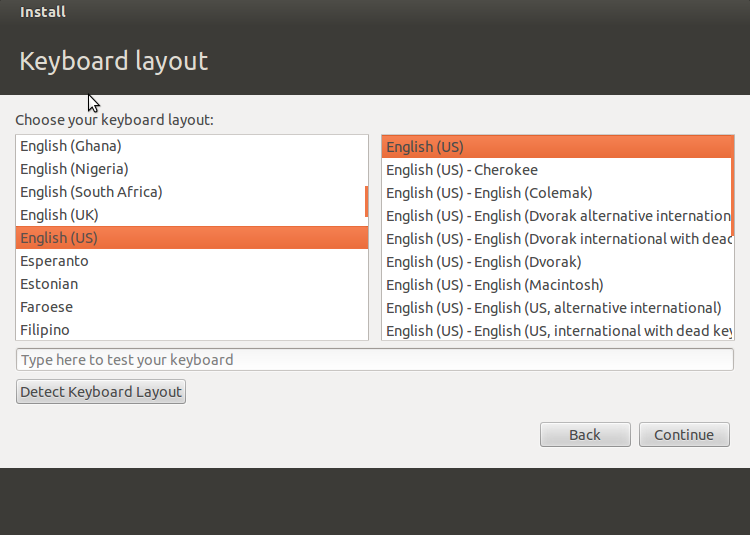 Install
Keyboard layout
Choose your keyboard layout:
English (Ghana)
English (Nigeria)
English (South Africa)
English (UK)
English (US)
Esperanto
Estonian
Faroese
Filipino
English (US)
English (US) - Cherokee
English (US) - English (Colemak)
English (US) - English (Dvorak alternative internation
English (US) - English (Dvorak international with dead
English (US) - English (Dvorak)
English (US) - English (Macintosh)
English (US) - English (US, alternative international)
English (US) - English (US, international with dead key
Type here to test your keyboard
Detect Keyboard Layout
Back
Continue